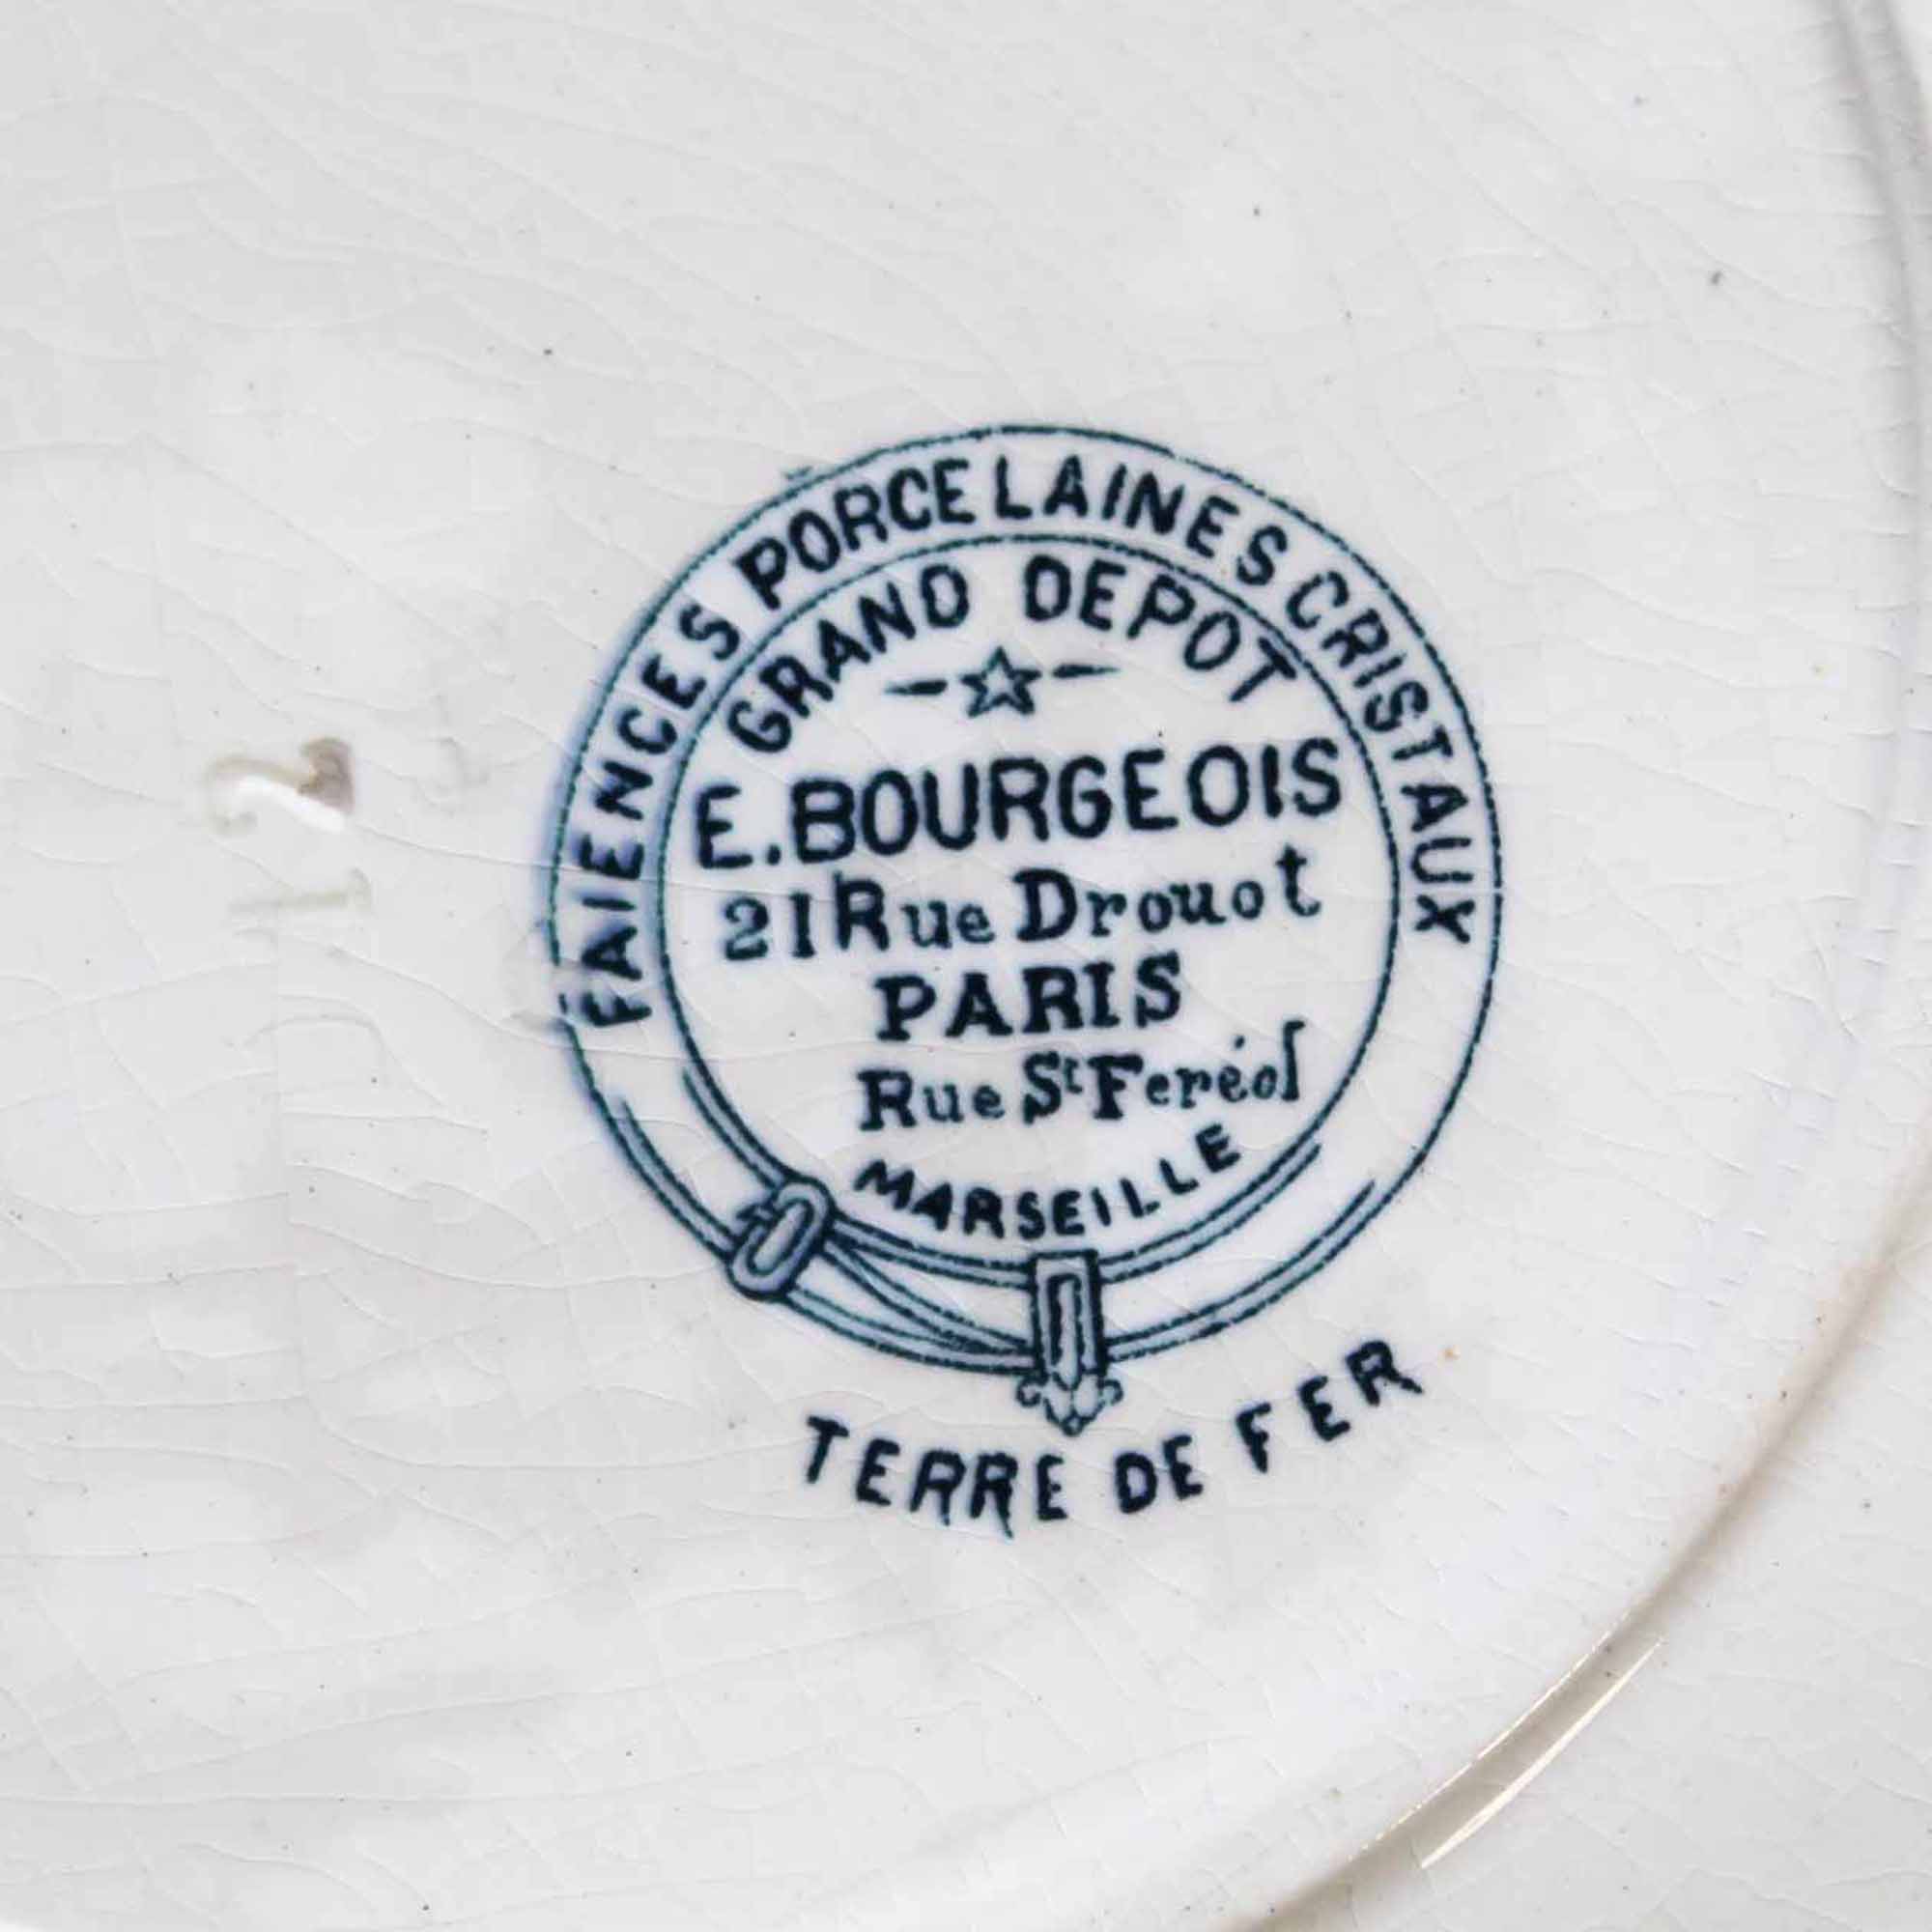 FAIENCES PORCELAINES CRISTAUX
GRAND DEPOT
E. BOURGEOIS
21 Rue Drouot
PARIS
Rue St Feréol
MARSEILLE
TERRE DE FER